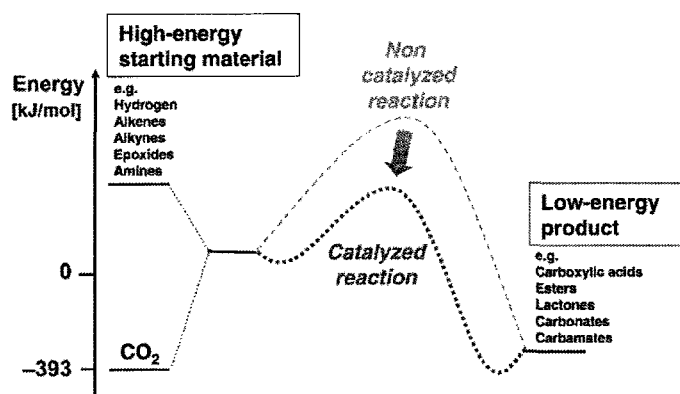 High-energy
starting material
Energy
[kJ/mol]
e.g.
Hydrogen
Alkenes
Alkynes
Epoxides
Amines
Non
catalyzed
reaction
Low-energy
product
e.g.
Carboxylic acids
Esters
Lactones
Carbonates
Carbamates
Catalyzed
reaction
0
CO₂
–393